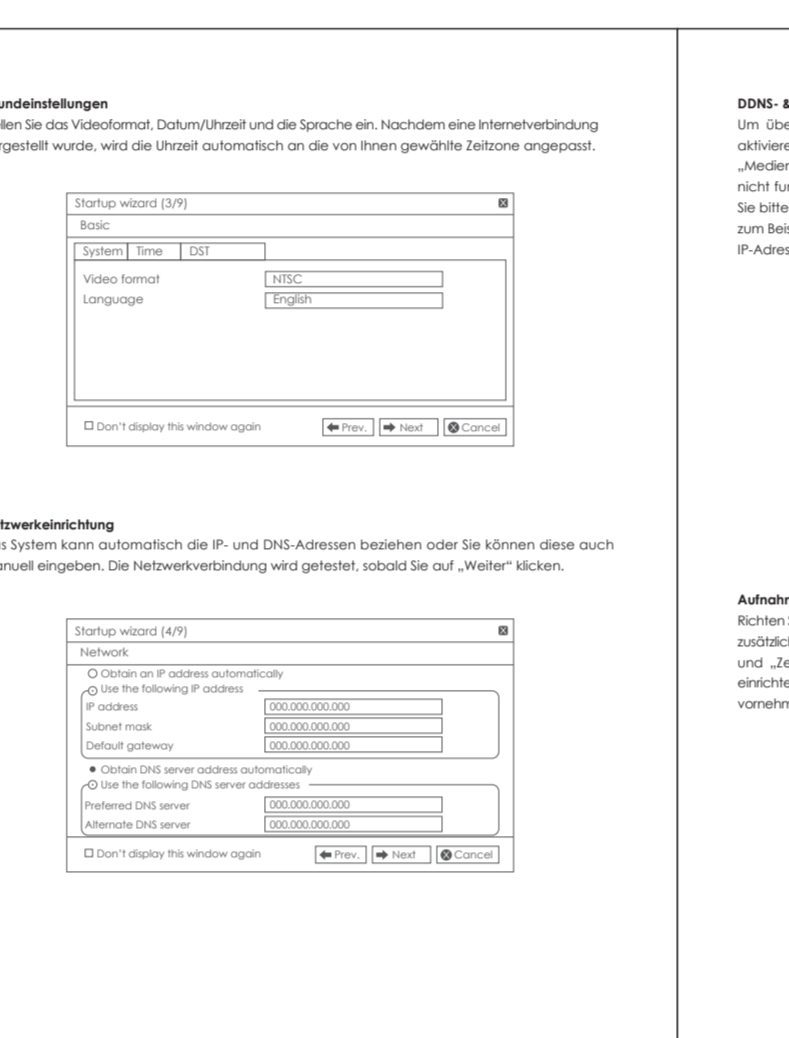 undeinstellungen
llen Sie das Videoformat, Datum/Uhrzeit und die Sprache ein. Nachdem eine Internetverbindung
rgestellt wurde, wird die Uhrzeit automatisch an die von Ihnen gewählte Zeitzone angepasst.
Startup wizard (3/9)
Basic
System Time DST
Video format NTSC
Language English
Don't display this window again Prev. Next Cancel
tzwerkeinrichtung
s System kann automatisch die IP- und DNS-Adressen beziehen oder Sie können diese auch
anuell eingeben. Die Netzwerkverbindung wird getestet, sobald Sie auf „Weiter" klicken.
Startup wizard (4/9)
Network
Obtain an IP address automatically
Use the following IP address
IP address 000.000.000.000
Subnet mask 000.000.000.000
Default gateway 000.000.000.000
Obtain DNS server address automatically
Use the following DNS server addresses
Preferred DNS server 000.000.000.000
Alternate DNS server 000.000.000.000
Don't display this window again Prev. Next Cancel
DDNS- &
Um übe
aktiviere
„Medien
nicht fun
Sie bitte
zum Beis
IP-Adres
Aufnahm
Richten S
zusätzlich
und „Ze
einrichte
vornehm